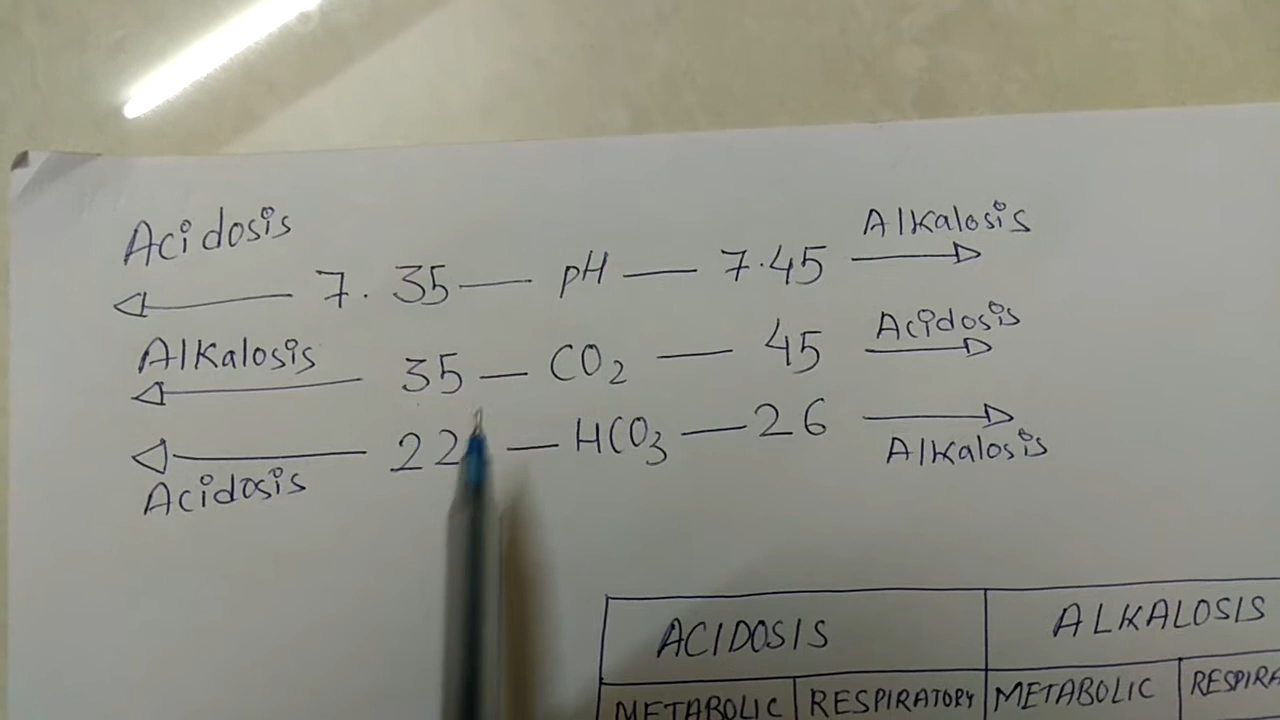 Acidosis Alkalosis
7.35 — pH — 7.45
Alkalosis Acidosis
35 — CO2 — 45
22 — HCO3 — 26
Acidosis Alkalosis
ACIDOSIS ALKALOSIS
METABOLIC RESPIRATORY METABOLIC RESPIRA